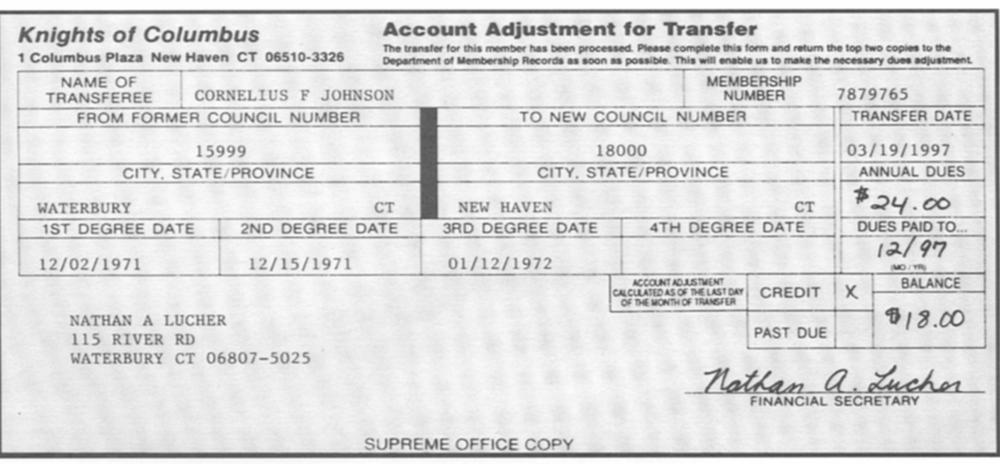 Knights of Columbus
1 Columbus Plaza New Haven CT 06510-3326
Account Adjustment for Transfer
The transfer for this member has been processed. Please complete this form and return the top two copies to the
Department of Membership Records as soon as possible. This will enable us to make the necessary dues adjustment.
NAME OF
TRANSFEREE
CORNELIUS F JOHNSON
MEMBERSHIP
NUMBER
7879765
FROM FORMER COUNCIL NUMBER
TO NEW COUNCIL NUMBER
TRANSFER DATE
15999
18000
03/19/1997
CITY, STATE/PROVINCE
CITY, STATE/PROVINCE
ANNUAL DUES
WATERBURY CT
NEW HAVEN CT
$24.00
1ST DEGREE DATE
2ND DEGREE DATE
3RD DEGREE DATE
4TH DEGREE DATE
DUES PAID TO...
12/02/1971
12/15/1971
01/12/1972
12/97
(MO / YR)
ACCOUNT ADJUSTMENT
CALCULATED AS OF THE LAST DAY
OF THE MONTH OF TRANSFER
CREDIT X
BALANCE
$18.00
PAST DUE
NATHAN A LUCHER
115 RIVER RD
WATERBURY CT 06807-5025
Nathan A. Lucher
FINANCIAL SECRETARY
SUPREME OFFICE COPY